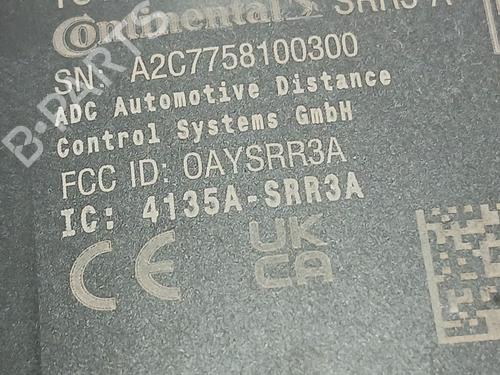 Continental SRR3-A
SN: A2C7758100300
ADC Automotive Distance
Control Systems GmbH
FCC ID: OAYSRR3A
IC: 4135A-SRR3A
CE UK CA
B-PARTS